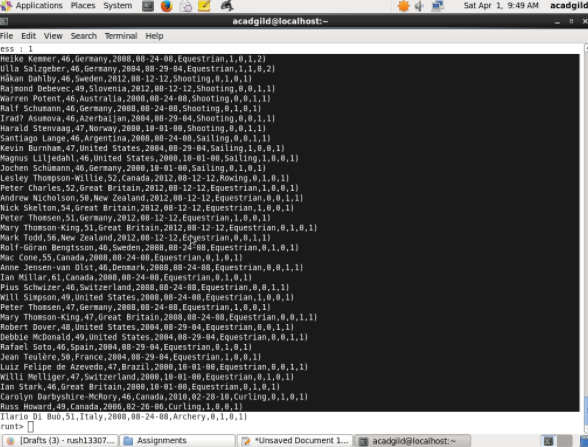 Places System Sat Apr 1, 9:49 AM acadgild
acadgild@localhost:~
File Edit View Search Terminal Help
ess : 1
Heike Kemmer,46,Germany,2008,08-24-08,Equestrian,1,0,1,2)
Ulla Salzgeber,46,Germany,2004,08-29-04,Equestrian,1,1,0,2)
Håkan Dahlby,46,Sweden,2012,08-12-12,Shooting,0,1,0,1)
Rajmond Debevec,49,Slovenia,2012,08-12-12,Shooting,0,0,1,1)
Warren Potent,46,Australia,2008,08-24-08,Shooting,0,0,1,1)
Ralf Schumann,46,Germany,2008,08-24-08,Shooting,0,1,0,1)
Irad? Asumova,46,Azerbaijan,2004,08-29-04,Shooting,0,0,1,1)
Harald Stenvaag,47,Norway,2000,10-01-00,Shooting,0,1,0,1)
Santiago Lange,46,Argentina,2008,08-24-08,Sailing,0,0,1,1)
Kevin Burnham,47,United States,2004,08-29-04,Sailing,1,0,0,1)
Magnus Liljedahl,46,United States,2000,10-01-00,Sailing,1,0,0,1)
Jochen Schümann,46,Germany,2000,10-01-00,Sailing,0,0,1,1)
Lesley Thompson-Willie,52,Canada,2012,08-12-12,Rowing,0,1,0,1)
Peter Charles,52,Great Britain,2012,08-12-12,Equestrian,1,0,0,1)
Andrew Nicholson,50,New Zealand,2012,08-12-12,Equestrian,0,0,1,1)
Nick Skelton,54,Great Britain,2012,08-12-12,Equestrian,1,0,0,1)
Peter Thomsen,51,Germany,2012,08-12-12,Equestrian,1,0,0,1)
Mary Thomson-King,51,Great Britain,2012,08-12-12,Equestrian,0,1,0,1)
Mark Todd,56,New Zealand,2012,08-12-12,Equestrian,0,0,1,1)
Rolf-Göran Bengtsson,46,Sweden,2008,08-24-08,Equestrian,0,1,0,1)
Mac Cone,55,Canada,2008,08-24-08,Equestrian,0,1,0,1)
Anne Jensen-van Olst,46,Denmark,2008,08-24-08,Equestrian,0,0,1,1)
Ian Millar,61,Canada,2008,08-24-08,Equestrian,0,1,0,1)
Pius Schwizer,46,Switzerland,2008,08-24-08,Equestrian,0,0,1,1)
Will Simpson,49,United States,2008,08-24-08,Equestrian,1,0,0,1)
Peter Thomsen,47,Germany,2008,08-24-08,Equestrian,1,0,0,1)
Mary Thomson-King,47,Great Britain,2008,08-24-08,Equestrian,0,0,1,1)
Robert Dover,48,United States,2004,08-29-04,Equestrian,0,0,1,1)
Debbie McDonald,49,United States,2004,08-29-04,Equestrian,0,0,1,1)
Rafael Soto,46,Spain,2004,08-29-04,Equestrian,0,1,0,1)
Jean Teulère,50,France,2004,08-29-04,Equestrian,1,0,0,1)
Luiz Felipe de Azevedo,47,Brazil,2000,10-01-00,Equestrian,0,0,1,1)
Willi Melliger,47,Switzerland,2000,10-01-00,Equestrian,0,1,0,1)
Ian Stark,46,Great Britain,2000,10-01-00,Equestrian,0,1,0,1)
Carolyn Darbyshire-McRory,46,Canada,2010,02-28-10,Curling,0,1,0,1)
Russ Howard,49,Canada,2006,02-26-06,Curling,1,0,0,1)
Ilario Di Buò,51,Italy,2008,08-24-08,Archery,0,1,0,1)
runt>
[Drafts (3) - rush13307... Assignments *Unsaved Document 1... acadgild@localhost:~